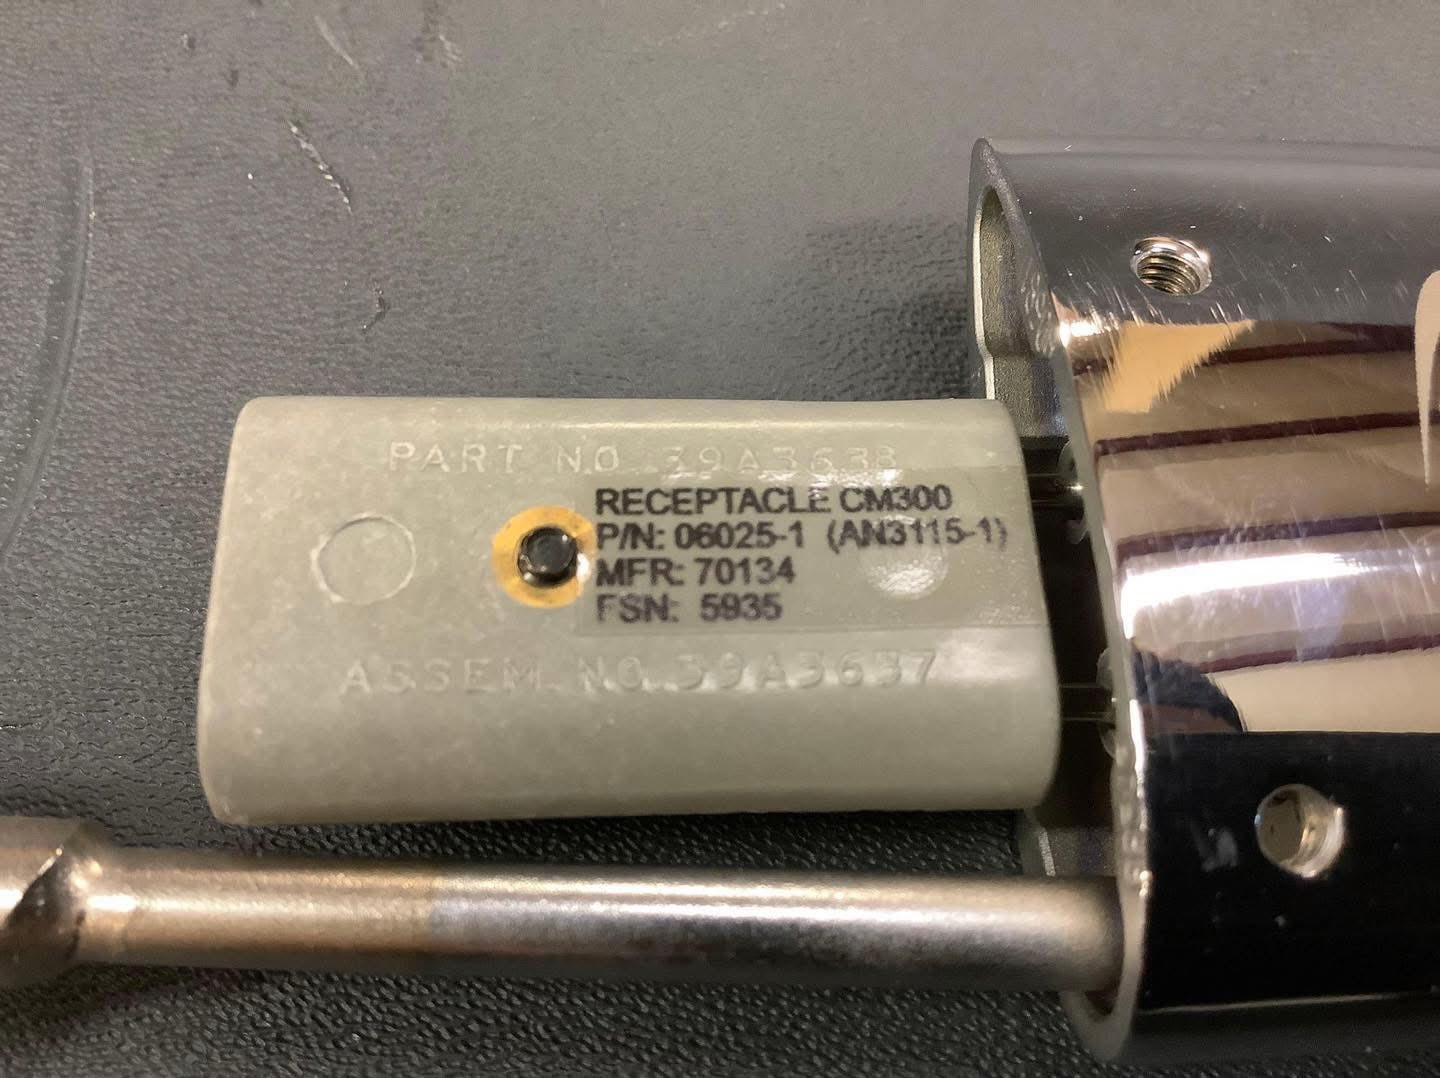 PART NO 39A3638
RECEPTACLE CM300
P/N: 06025-1 (AN3115-1)
MFR: 70134
FSN: 5935
ASSEM. NO. 39A3637